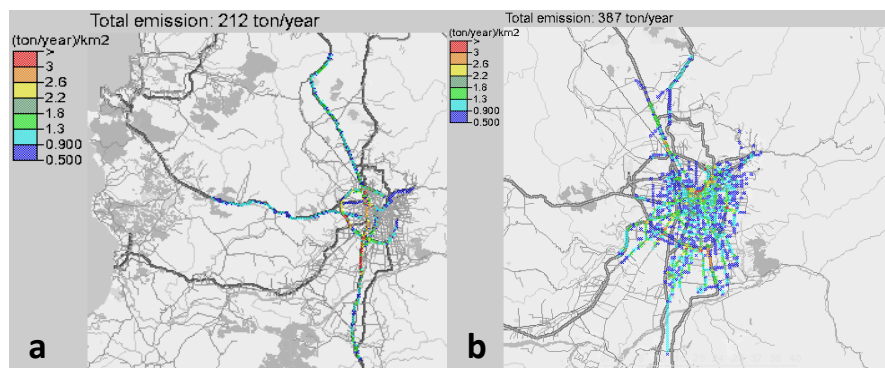 Total emission: 212 ton/year
(ton/year)/km2
>
3
2.6
2.2
1.8
1.3
0.900
0.500
a
Total emission: 387 ton/year
(ton/year)/km2
>
3
2.6
2.2
1.8
1.3
0.900
0.500
b